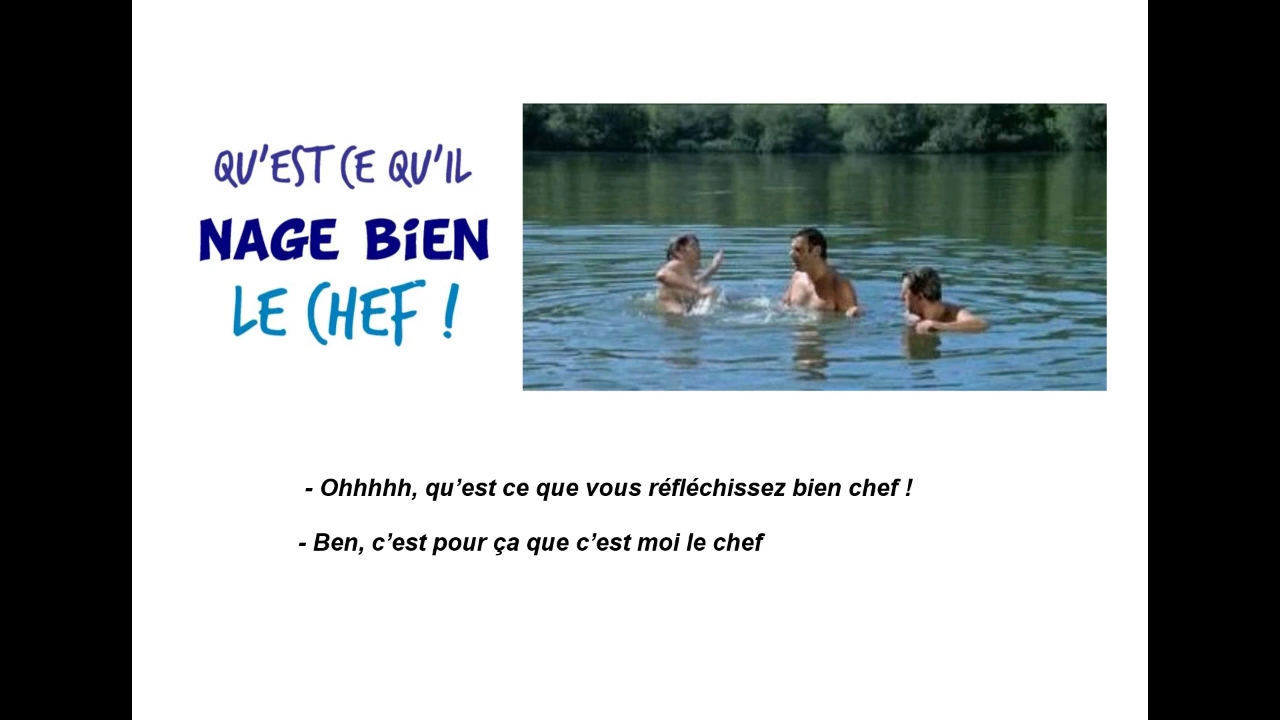 QU'EST CE QU'IL
NAGE BiEN
LE CHEF !
- Ohhhhh, qu’est ce que vous réfléchissez bien chef !
- Ben, c’est pour ça que c’est moi le chef